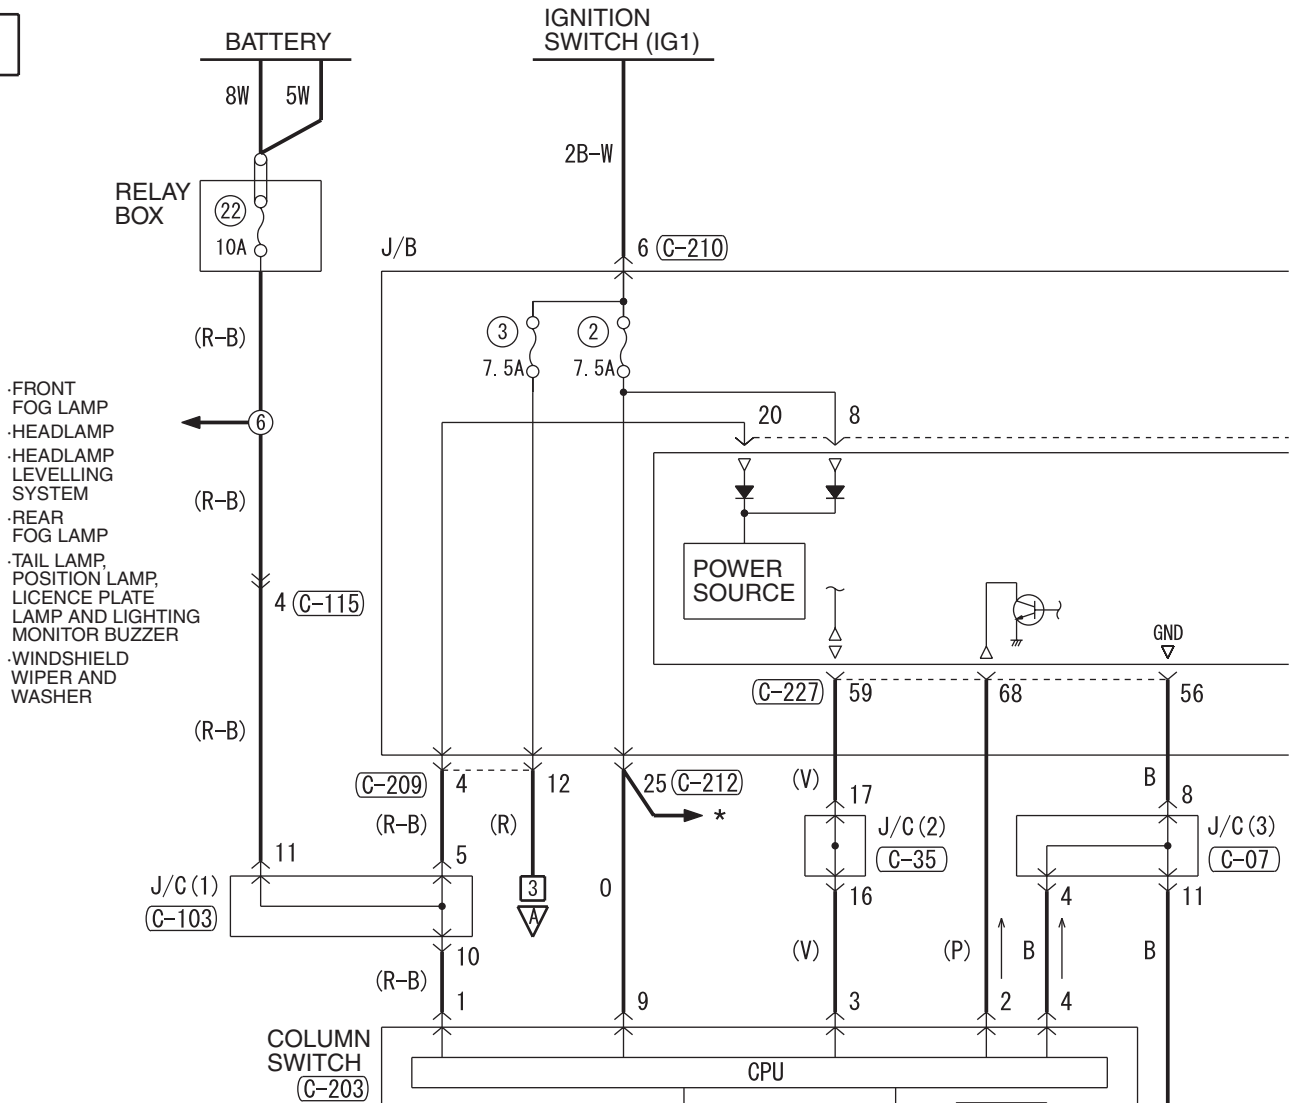 BATTERY
IGNITION
SWITCH (IG1)
8W
5W
2B-W
RELAY
BOX
22
10A
J/B
6 (C-210)
(R-B)
3
7.5A
2
7.5A
·FRONT
FOG LAMP
·HEADLAMP
·HEADLAMP
LEVELLING
SYSTEM
·REAR
FOG LAMP
·TAIL LAMP,
POSITION LAMP,
LICENCE PLATE
LAMP AND LIGHTING
MONITOR BUZZER
·WINDSHIELD
WIPER AND
WASHER
6
20
8
(R-B)
POWER
SOURCE
4 (C-115)
GND
(C-227) 59
68
56
(R-B)
(C-209) 4
12
25 (C-212)
*
(V)
17
B
8
(R-B)
(R)
J/C(2)
(C-35)
J/C(3)
(C-07)
11
5
J/C(1)
(C-103)
3
A
O
16
4
11
10
(R-B)
(V)
(P)
B
B
1
9
3
2
4
COLUMN
SWITCH
(C-203)
CPU